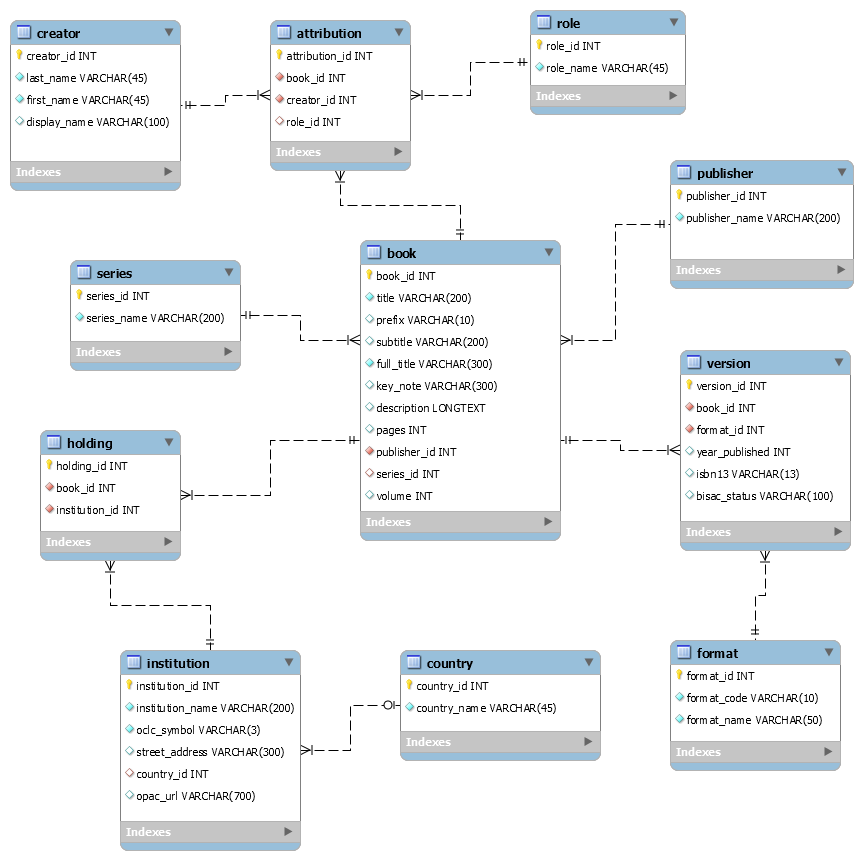 creator
creator_id INT
last_name VARCHAR(45)
first_name VARCHAR(45)
display_name VARCHAR(100)
Indexes
attribution
attribution_id INT
book_id INT
creator_id INT
role_id INT
Indexes
role
role_id INT
role_name VARCHAR(45)
Indexes
publisher
publisher_id INT
publisher_name VARCHAR(200)
Indexes
series
series_id INT
series_name VARCHAR(200)
Indexes
book
book_id INT
title VARCHAR(200)
prefix VARCHAR(10)
subtitle VARCHAR(200)
full_title VARCHAR(300)
key_note VARCHAR(300)
description LONGTEXT
pages INT
publisher_id INT
series_id INT
volume INT
Indexes
version
version_id INT
book_id INT
format_id INT
year_published INT
isbn13 VARCHAR(13)
bisac_status VARCHAR(100)
Indexes
holding
holding_id INT
book_id INT
institution_id INT
Indexes
institution
institution_id INT
institution_name VARCHAR(200)
oclc_symbol VARCHAR(3)
street_address VARCHAR(300)
country_id INT
opac_url VARCHAR(700)
Indexes
country
country_id INT
country_name VARCHAR(45)
Indexes
format
format_id INT
format_code VARCHAR(10)
format_name VARCHAR(50)
Indexes